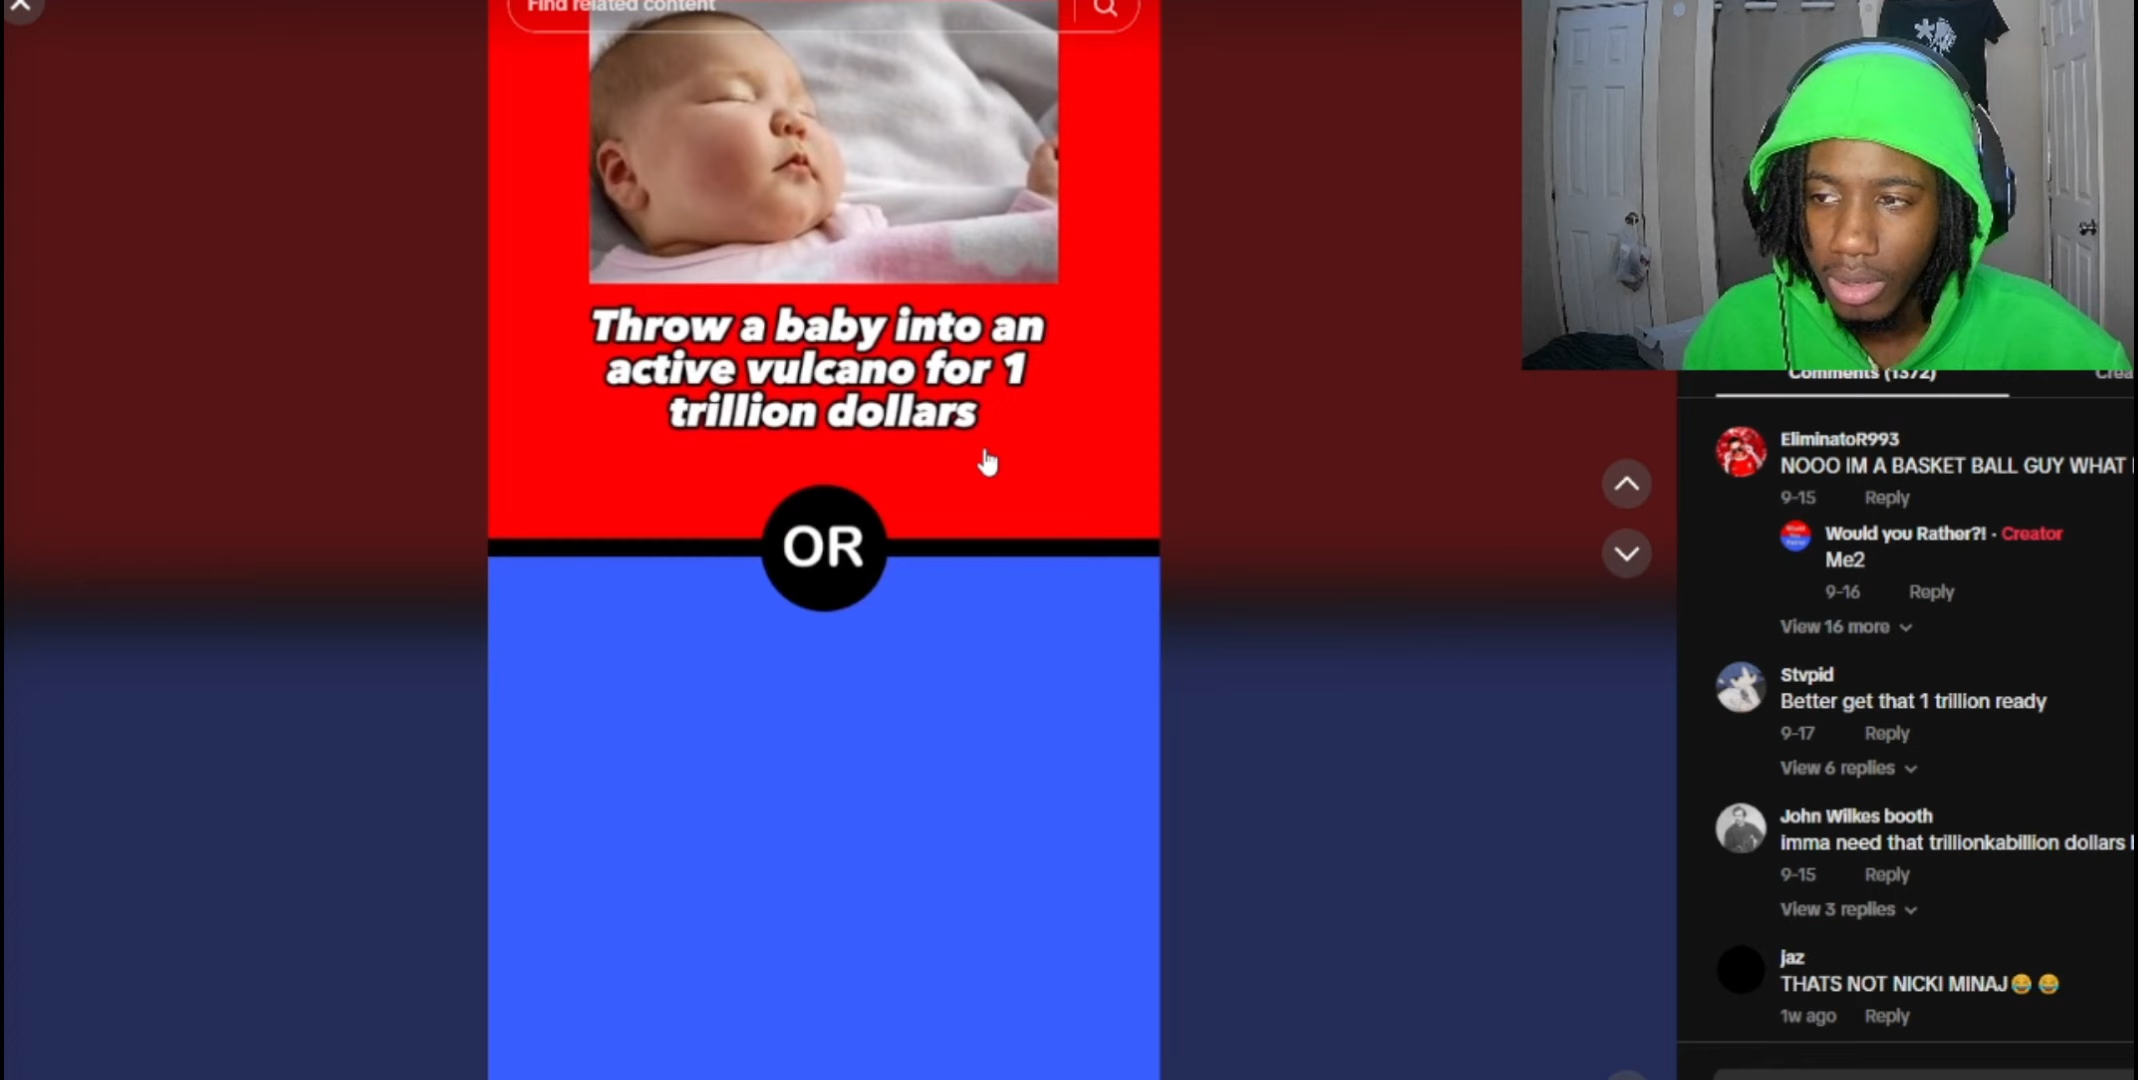 Find related content
Throw a baby into an
active vulcano for 1
trillion dollars
OR
Comments (1372)
EliminatoR993
NOOO IM A BASKET BALL GUY WHAT
9-15 Reply
Would you Rather?! · Creator
Me2
9-16 Reply
View 16 more
Stvpid
Better get that 1 trillion ready
9-17 Reply
View 6 replies
John Wilkes booth
imma need that trillionkabillion dollars
9-15 Reply
View 3 replies
jaz
THATS NOT NICKI MINAJ😂 😂
1w ago Reply